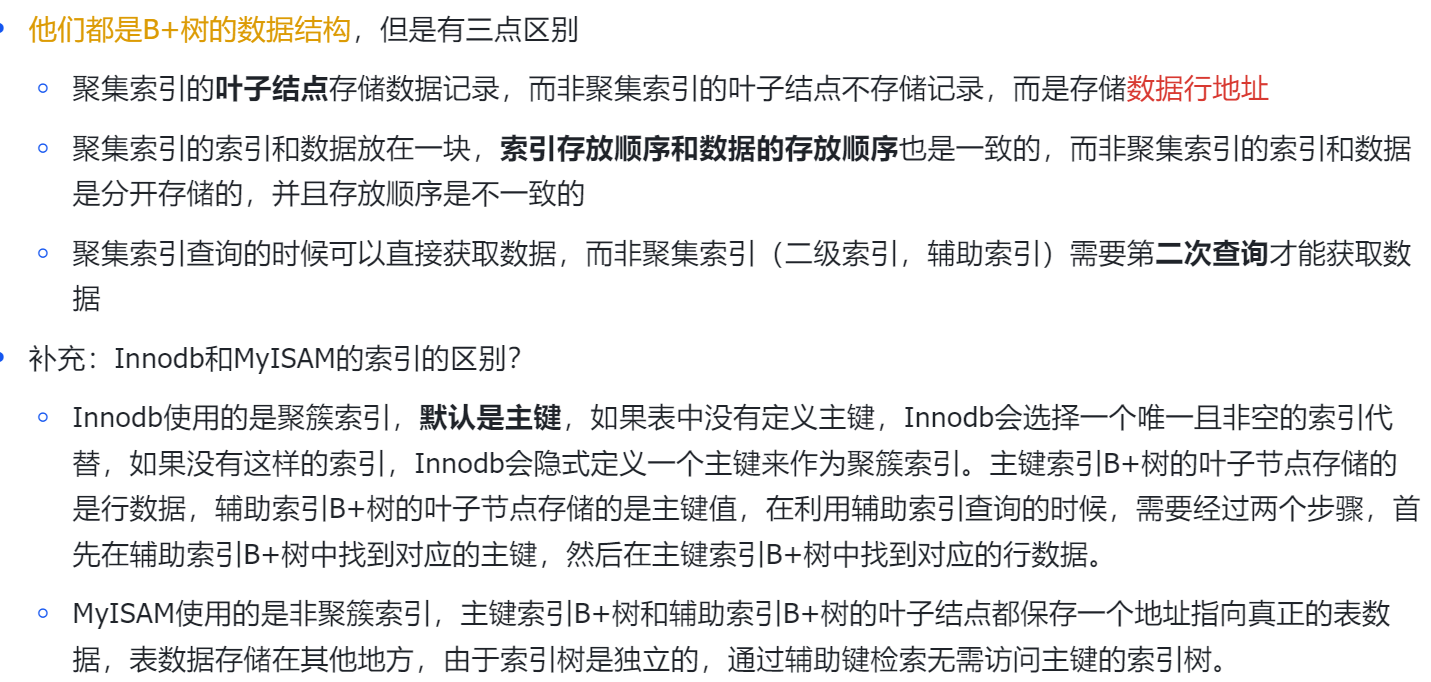 他们都是B+树的数据结构，但是有三点区别
聚集索引的叶子结点存储数据记录，而非聚集索引的叶子结点不存储记录，而是存储数据行地址
聚集索引的索引和数据放在一块，索引存放顺序和数据的存放顺序也是一致的，而非聚集索引的索引和数据
是分开存储的，并且存放顺序是不一致的
聚集索引查询的时候可以直接获取数据，而非聚集索引（二级索引，辅助索引）需要第二次查询才能获取数
据
补充：Innodb和MyISAM的索引的区别？
Innodb使用的是聚簇索引，默认是主键，如果表中没有定义主键，Innodb会选择一个唯一且非空的索引代
替，如果没有这样的索引，Innodb会隐式定义一个主键来作为聚簇索引。主键索引B+树的叶子节点存储的
是行数据，辅助索引B+树的叶子节点存储的是主键值，在利用辅助索引查询的时候，需要经过两个步骤，首
先在辅助索引B+树中找到对应的主键，然后在主键索引B+树中找到对应的行数据。
MyISAM使用的是非聚簇索引，主键索引B+树和辅助索引B+树的叶子结点都保存一个地址指向真正的表数
据，表数据存储在其他地方，由于索引树是独立的，通过辅助键检索无需访问主键的索引树。